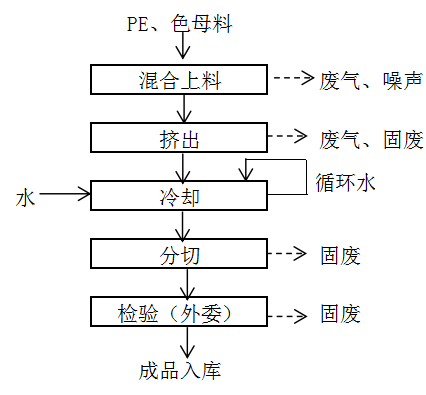 PE、色母料
混合上料
废气、噪声
挤出
废气、固废
循环水
水
冷却
分切
固废
检验（外委）
固废
成品入库